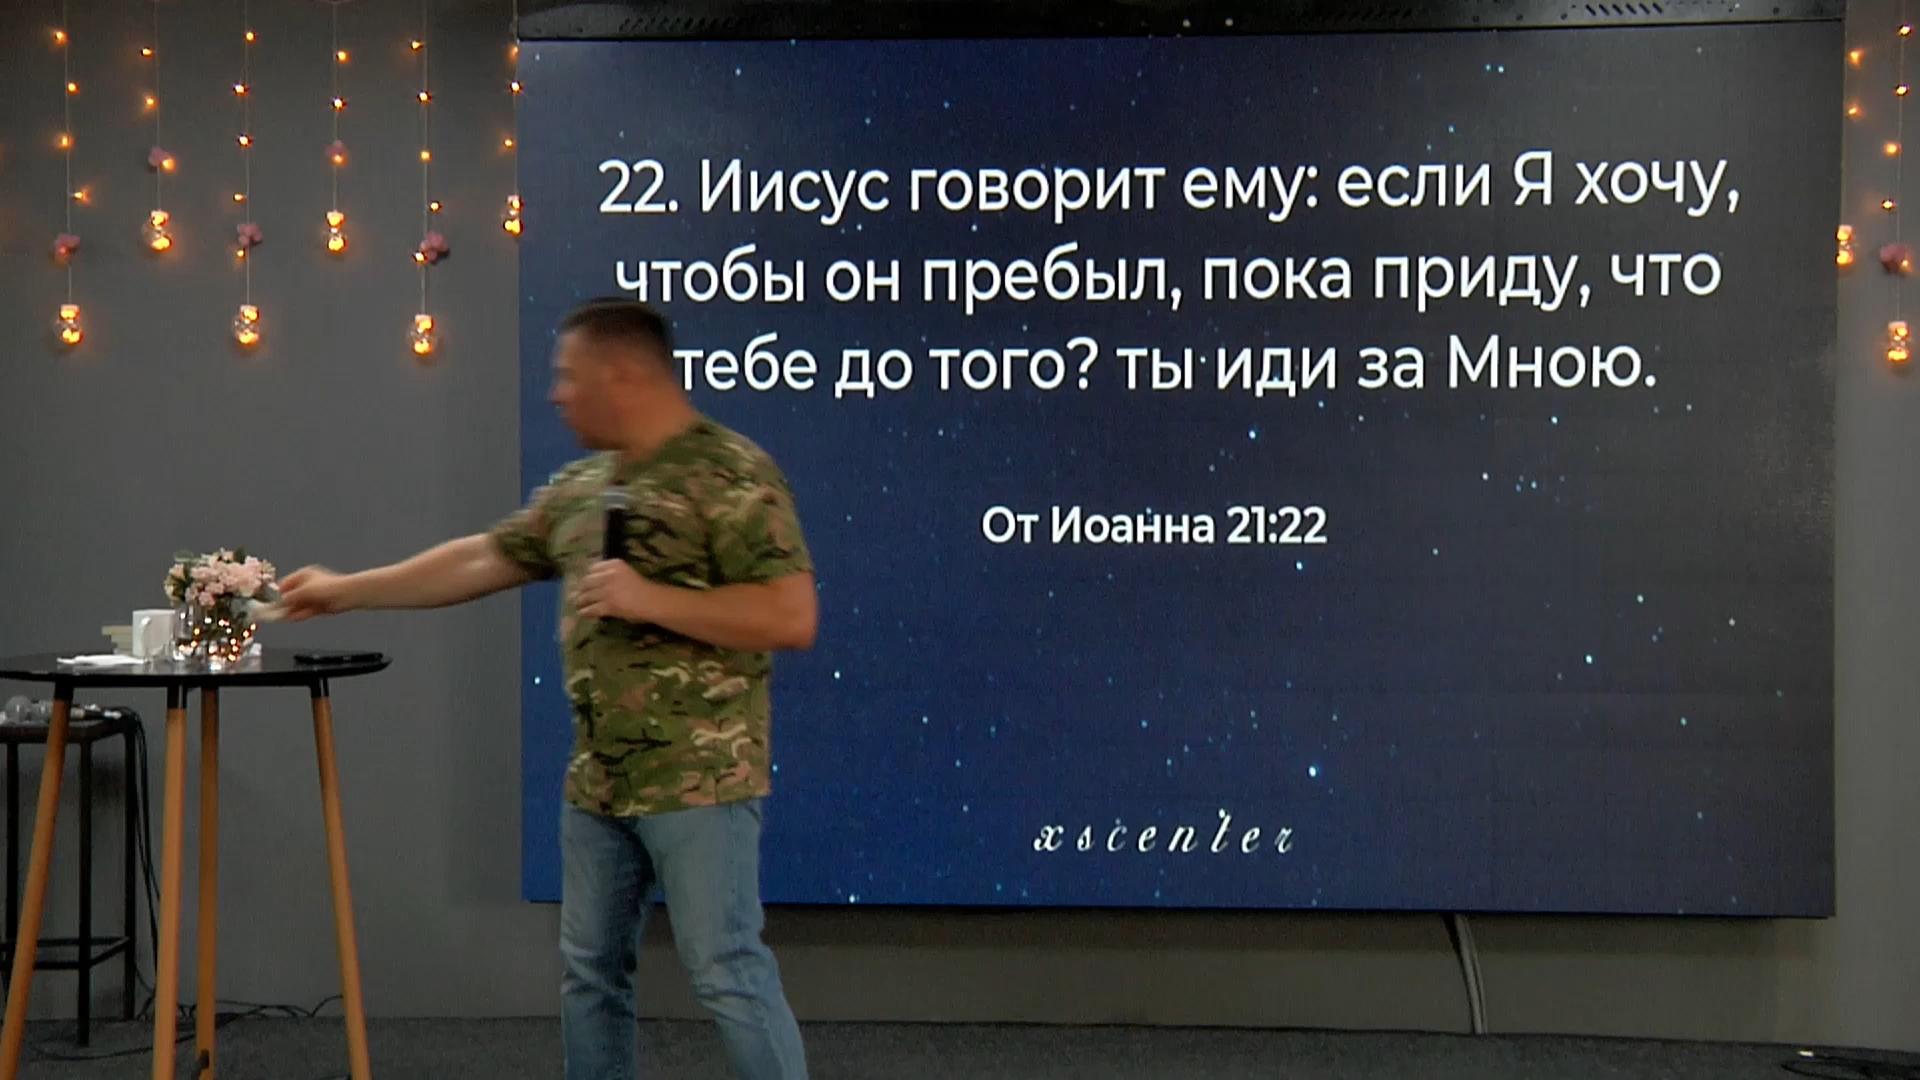 22. Иисус говорит ему: если Я хочу,
чтобы он пребыл, пока приду, что
тебе до того? ты иди за Мною.
От Иоанна 21:22
xscenter